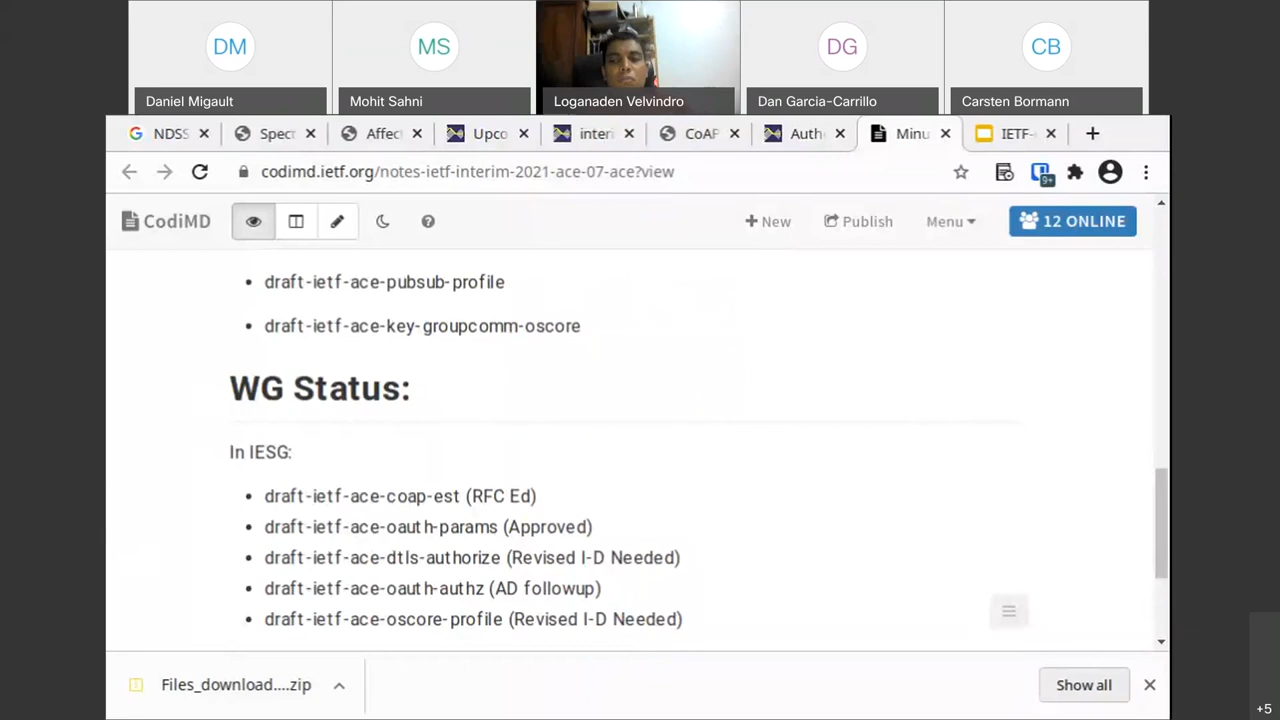 DM
MS
DG
CB
Daniel Migault
Mohit Sahni
Loganaden Velvindro
Dan Garcia-Carrillo
Carsten Bormann
NDSS
Spect
Affec
Upco
interi
CoAP
Auth
Minu
IETF-
codimd.ietf.org/notes-ietf-interim-2021-ace-07-ace?view
9+
CodiMD
New
Publish
Menu
12 ONLINE
• draft-ietf-ace-pubsub-profile
• draft-ietf-ace-key-groupcomm-oscore
WG Status:
In IESG:
• draft-ietf-ace-coap-est (RFC Ed)
• draft-ietf-ace-oauth-params (Approved)
• draft-ietf-ace-dtls-authorize (Revised I-D Needed)
• draft-ietf-ace-oauth-authz (AD followup)
• draft-ietf-ace-oscore-profile (Revised I-D Needed)
Files_download....zip
Show all
+5